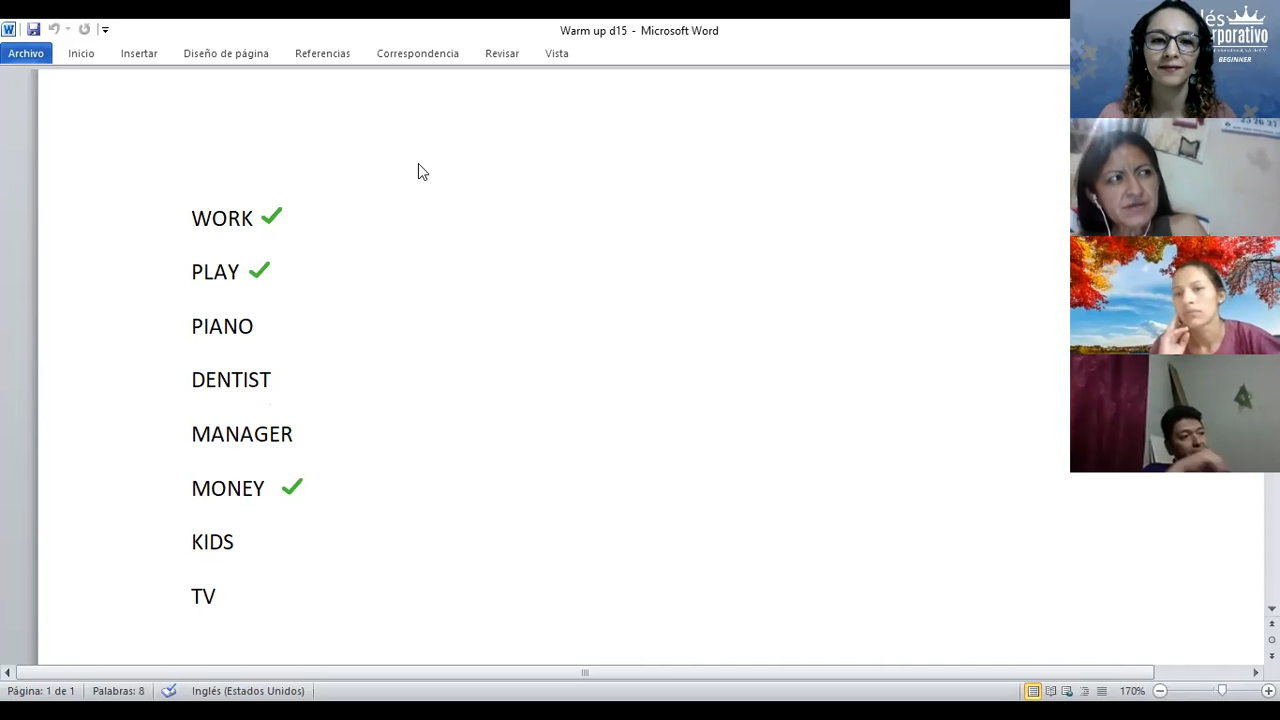 Warm up d15 - Microsoft Word
Archivo Inicio Insertar Diseño de página Referencias Correspondencia Revisar Vista
WORK
PLAY
PIANO
DENTIST
MANAGER
MONEY
KIDS
TV
Página: 1 de 1 Palabras: 8 Inglés (Estados Unidos) 170%
BEGINNER